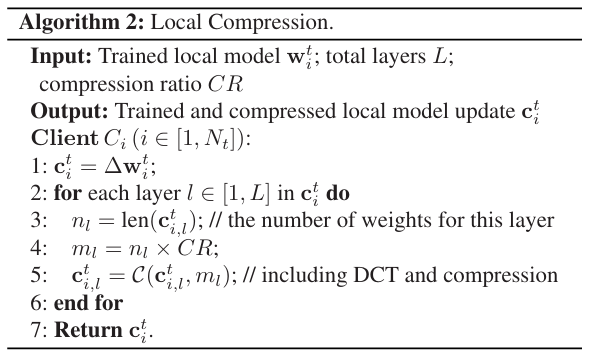 Algorithm 2: Local Compression.
Input: Trained local model $\mathbf{w}_i^t$; total layers $L$;
compression ratio $CR$
Output: Trained and compressed local model update $\mathbf{c}_i^t$
Client $C_i$ ($i \in [1, N_t]$):
1: $\mathbf{c}_i^t = \Delta\mathbf{w}_i^t$;
2: for each layer $l \in [1, L]$ in $\mathbf{c}_i^t$ do
3: $n_l = \text{len}(\mathbf{c}_{i,l}^t)$; // the number of weights for this layer
4: $m_l = n_l \times CR$;
5: $\mathbf{c}_{i,l}^t = \mathcal{C}(\mathbf{c}_{i,l}^t, m_l)$; // including DCT and compression
6: end for
7: Return $\mathbf{c}_i^t$.